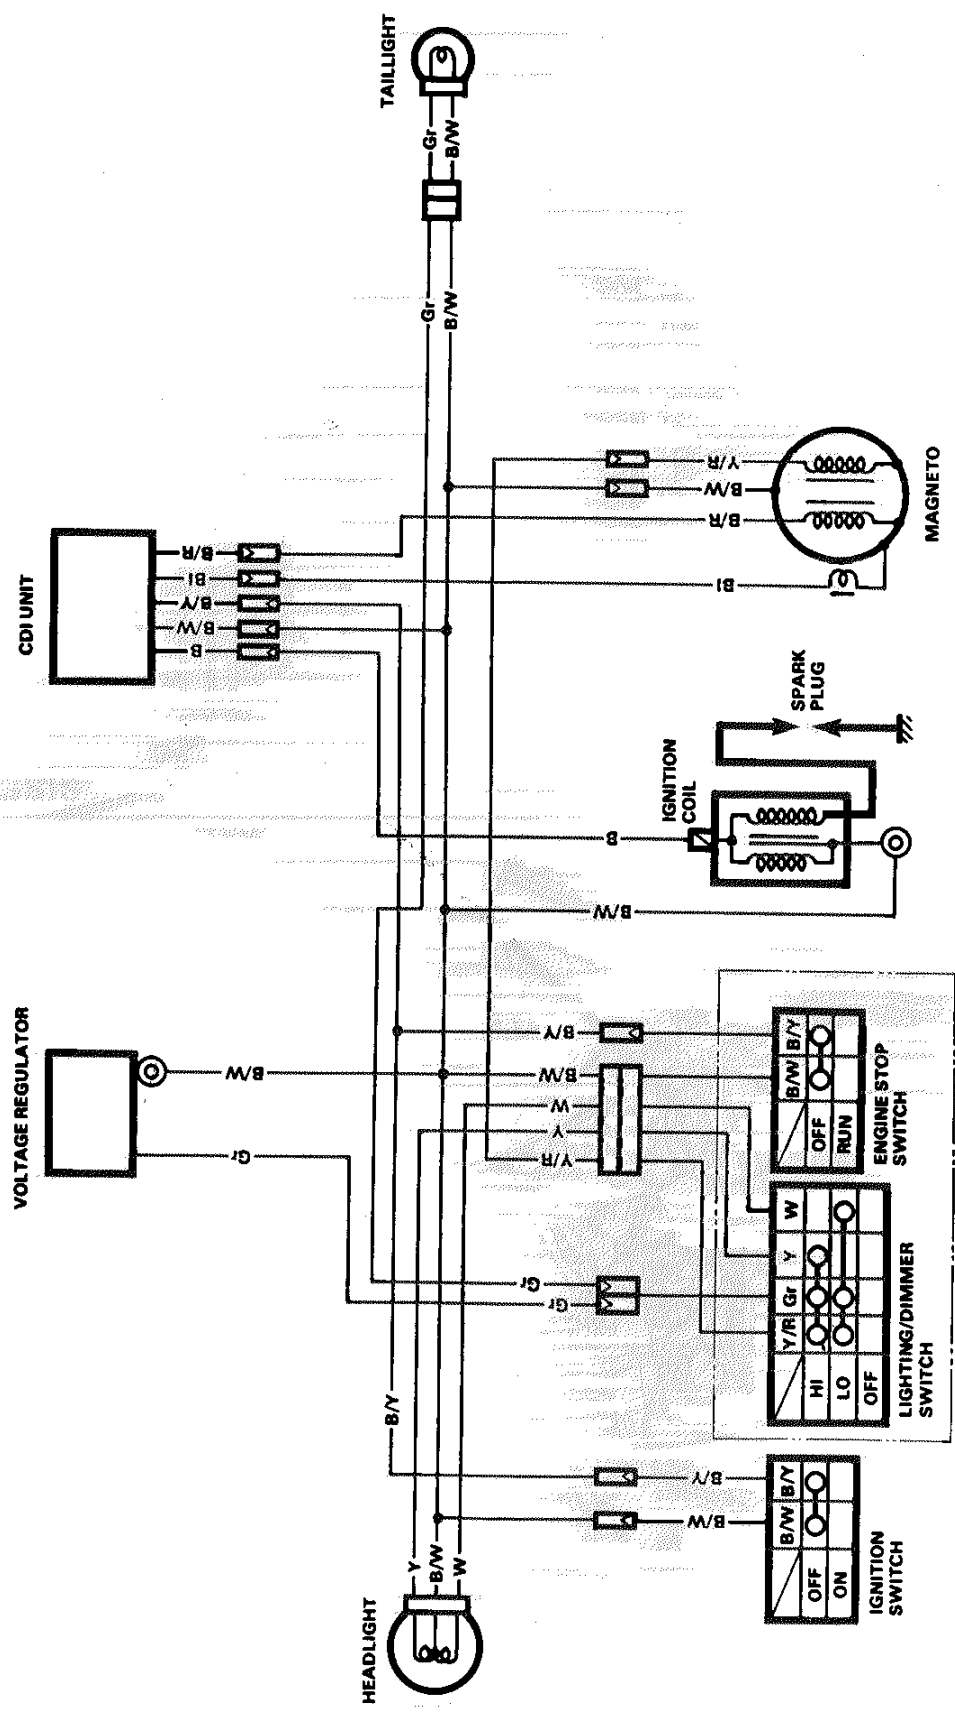 TAILLIGHT
Gr
B/W
Gr
B/W
MAGNETO
Y/R
B/W
B/R
Bl
CDI UNIT
B/R
Bl
B/Y
B/W
B
SPARK
PLUG
IGNITION
COIL
B
B/W
VOLTAGE REGULATOR
B/W
Gr
B/Y
B/W
W
Y
Y/R
Gr
Gr
B/W B/Y
OFF
RUN
ENGINE STOP
SWITCH
Y/R Gr Y W
HI
LO
OFF
LIGHTING/DIMMER
SWITCH
B/Y
B/Y
B/W
B/W B/Y
OFF
ON
IGNITION
SWITCH
HEADLIGHT
Y
B/W
W